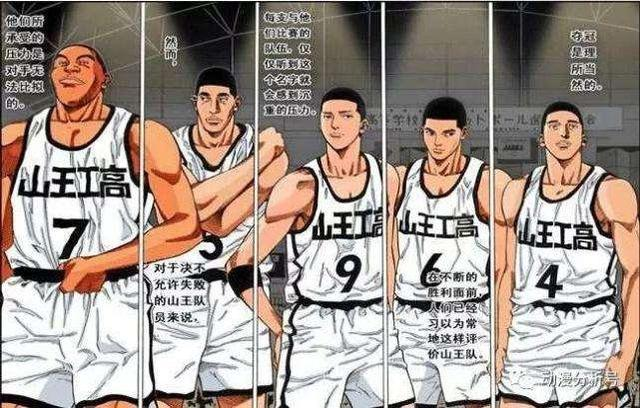 夺冠
是理
所当
然的.
在不断的
胜利面前,
人们已经
习以为常
地这样评
价山王队.
每支与他
们比赛的
队伍,仅
仅听到这
个名字就
会感到沉
重的压力.
然而,
对于决不
允许失败
的山王队
员来说.
他们所
承受的
压力是
对手无
法比拟
的.
山王工高
7
山王工高
5
山王工高
9
山王工高
6
山王工高
4
动漫分析号